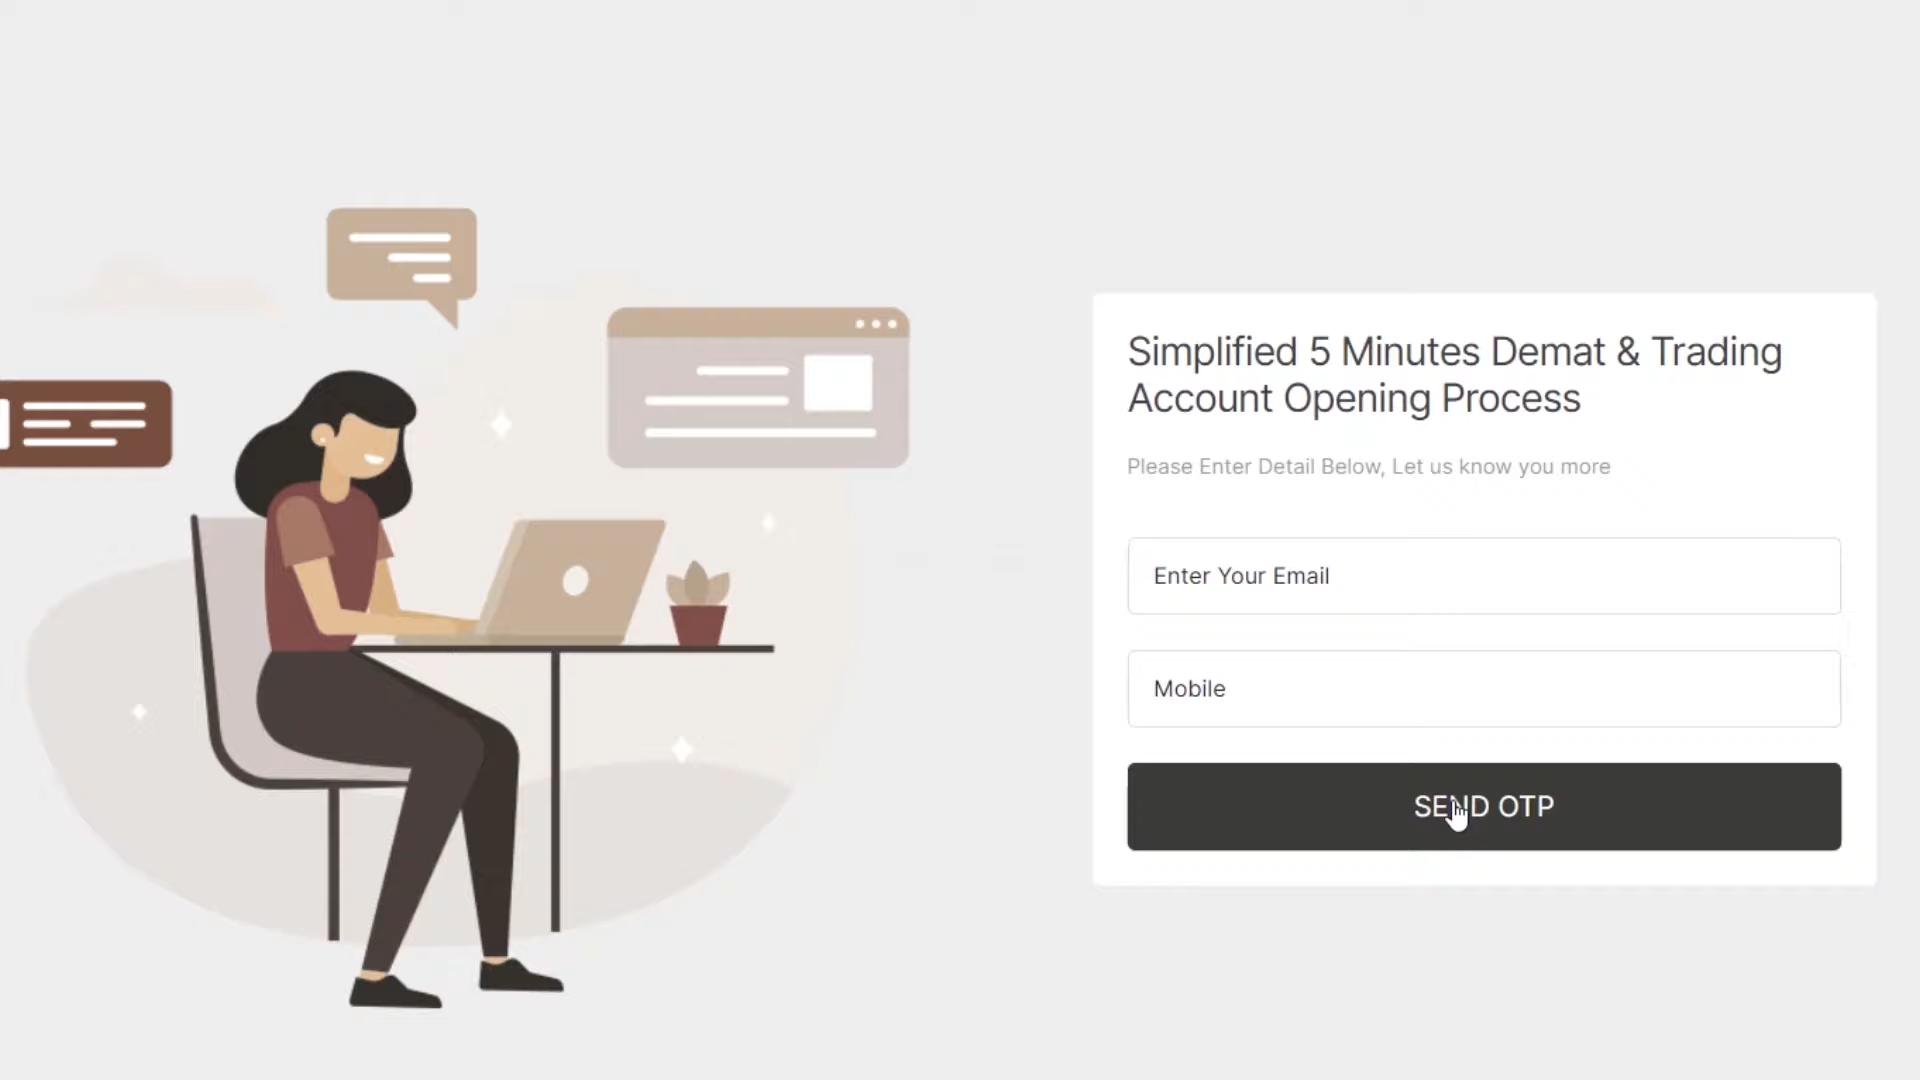 Simplified 5 Minutes Demat & Trading
Account Opening Process
Please Enter Detail Below, Let us know you more
Enter Your Email
Mobile
SEND OTP